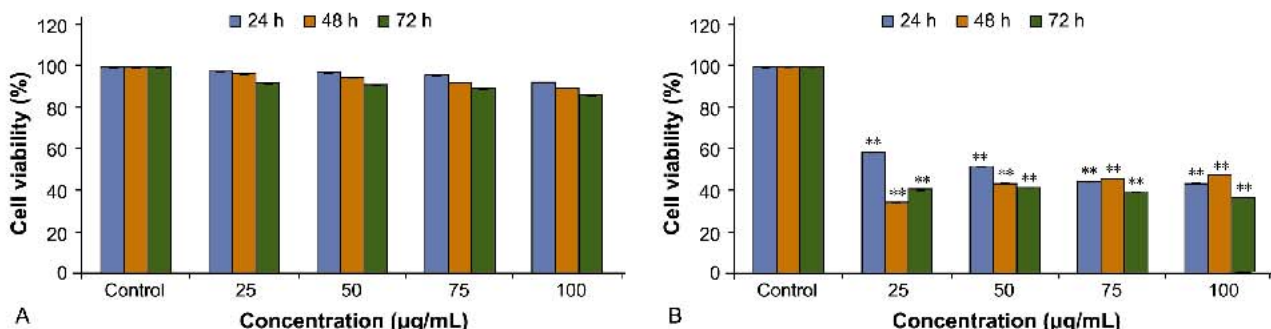 120
100
80
60
40
20
0
Cell viability (%)
24 h 48 h 72 h
Control 25 50 75 100
Concentration (µg/mL)
A
120
100
80
60
40
20
0
Cell viability (%)
24 h 48 h 72 h
** ** **
** ** **
** ** **
** ** **
Control 25 50 75 100
Concentration (µg/mL)
B